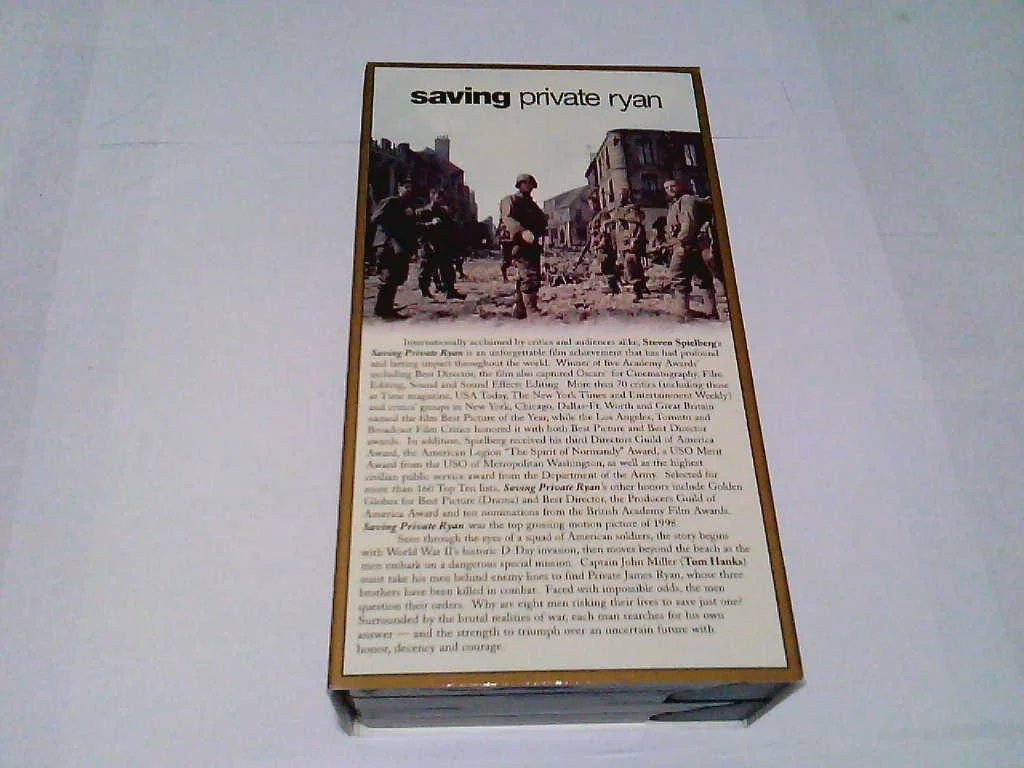 saving private ryan
Internationally acclaimed by critics and audiences alike, Steven Spielberg's
Saving Private Ryan is an unforgettable film achievement that has had profound
and lasting impact throughout the world. Winner of five Academy Awards
including Best Director, the film also captured Oscars for Cinematography, Film
Editing, Sound and Sound Effects Editing. More than 70 critics (including those
at Time magazine, USA Today, The New York Times and Entertainment Weekly)
and critics' groups in New York, Chicago, Dallas-Ft. Worth and Great Britain
named the film Best Picture of the Year, while the Los Angeles, Toronto and
Broadcast Film Critics honored it with both Best Picture and Best Director
awards. In addition, Spielberg received his third Directors Guild of America
Award, the American Legion "The Spirit of Normandy" Award, a USO Merit
Award from the USO of Metropolitan Washington, as well as the highest
civilian public service award from the Department of the Army. Selected for
more than 160 Top Ten lists, Saving Private Ryan's other honors include Golden
Globes for Best Picture (Drama) and Best Director, the Producers Guild of
America Award and ten nominations from the British Academy Film Awards.
Saving Private Ryan was the top grossing motion picture of 1998.
Seen through the eyes of a squad of American soldiers, the story begins
with World War II's historic D-Day invasion, then moves beyond the beach as the
men embark on a dangerous special mission. Captain John Miller (Tom Hanks)
must take his men behind enemy lines to find Private James Ryan, whose three
brothers have been killed in combat. Faced with impossible odds, the men
question their orders. Why are eight men risking their lives to save just one?
Surrounded by the brutal realities of war, each man searches for his own
answer — and the strength to triumph over an uncertain future with
honor, decency and courage.